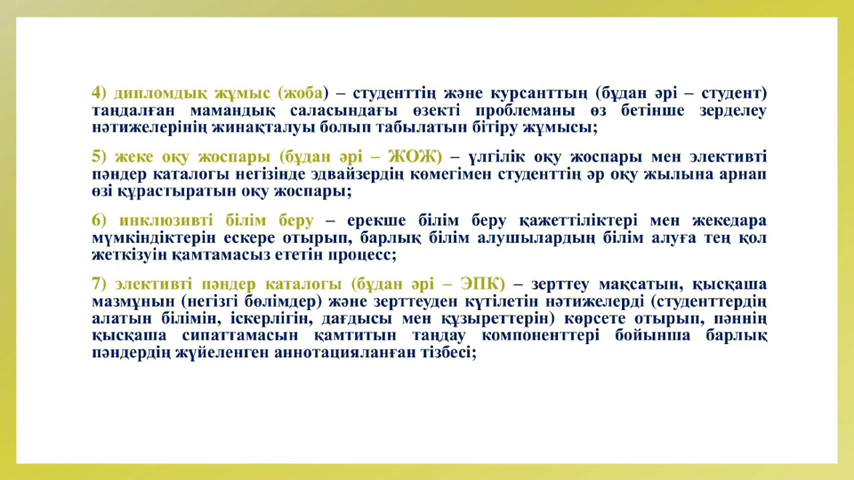 4) дипломдық жұмыс (жоба) – студенттің және курсанттың (бұдан әрі – студент)
таңдалған мамандық саласындағы өзекті проблеманы өз бетінше зерделеу
нәтижелерінің жинақталуы болып табылатын бітіру жұмысы;
5) жеке оқу жоспары (бұдан әрі – ЖОЖ) – үлгілік оқу жоспары мен элективті
пәндер каталогы негізінде эдвайзердің көмегімен студенттің әр оқу жылына арнап
өзі құрастыратын оқу жоспары;
6) инклюзивті білім беру – ерекше білім беру қажеттіліктері мен жекедара
мүмкіндіктерін ескере отырып, барлық білім алушылардың білім алуға тең қол
жеткізуін қамтамасыз ететін процесс;
7) элективті пәндер каталогы (бұдан әрі – ЭПК) – зерттеу мақсатын, қысқаша
мазмұнын (негізгі бөлімдер) және зерттеуден күтілетін нәтижелерді (студенттердің
алатын білімін, іскерлігін, дағдысы мен құзыреттерін) көрсете отырып, пәннің
қысқаша сипаттамасын қамтитын таңдау компоненттері бойынша барлық
пәндердің жүйеленген аннотацияланған тізбесі;